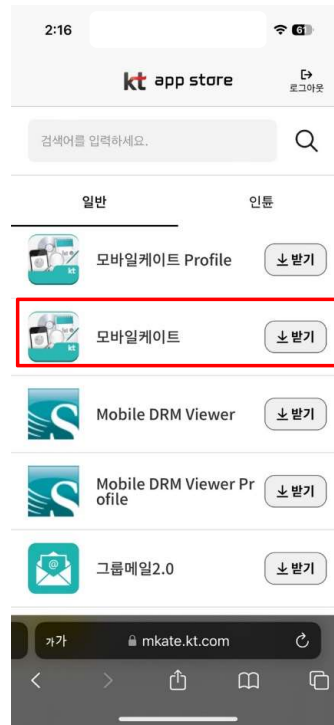 2:16
61
kt app store
로그아웃
검색어를 입력하세요.
일반
인튠
모바일케이트 Profile
받기
kt
모바일케이트
받기
kt
Mobile DRM Viewer
받기
Mobile DRM Viewer Pr
ofile
받기
@
그룹메일2.0
받기
가가
mkate.kt.com